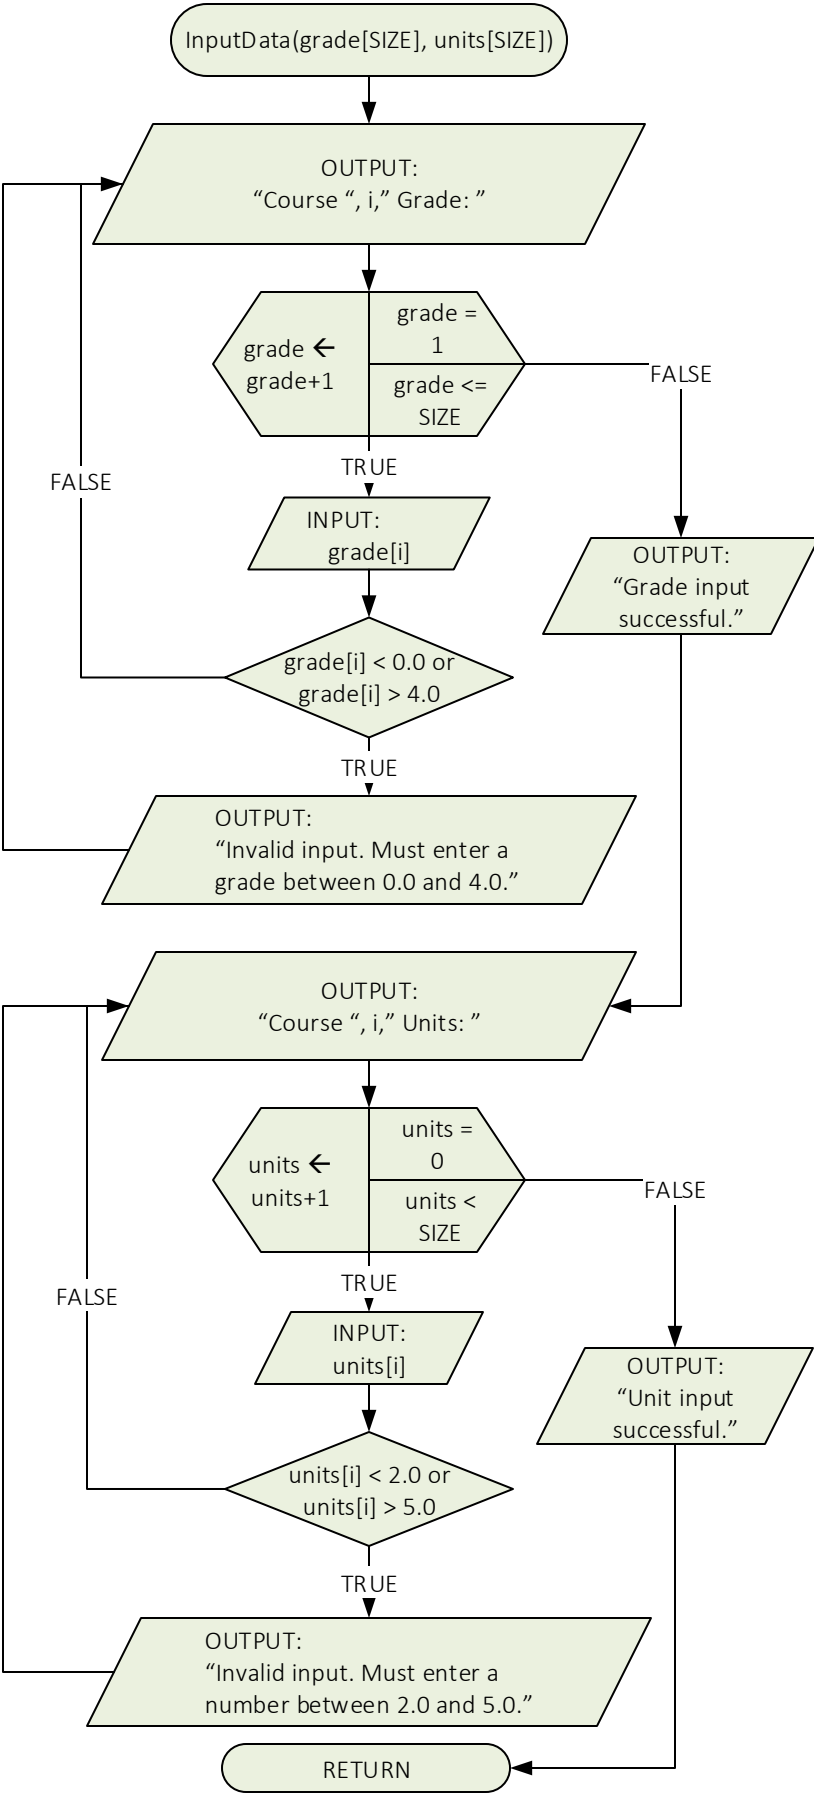 InputData(grade[SIZE], units[SIZE])
OUTPUT:
“Course “, i,” Grade: ”
grade 🡨
grade+1
grade =
1
grade <=
SIZE
FALSE
TRUE
FALSE
INPUT:
grade[i]
OUTPUT:
“Grade input
successful.”
grade[i] < 0.0 or
grade[i] > 4.0
TRUE
OUTPUT:
“Invalid input. Must enter a
grade between 0.0 and 4.0.”
OUTPUT:
“Course “, i,” Units: ”
units 🡨
units+1
units =
0
units <
SIZE
FALSE
TRUE
FALSE
INPUT:
units[i]
OUTPUT:
“Unit input
successful.”
units[i] < 2.0 or
units[i] > 5.0
TRUE
OUTPUT:
“Invalid input. Must enter a
number between 2.0 and 5.0.”
RETURN